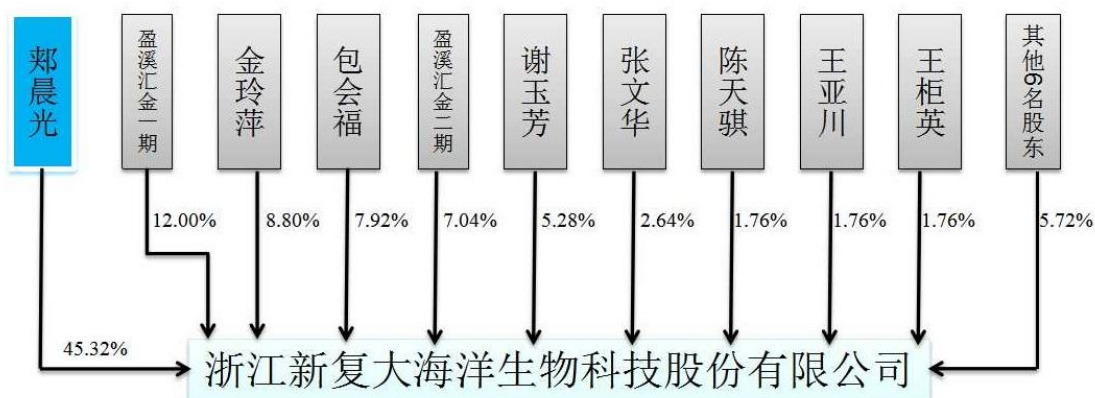 郏晨光
盈溪汇金一期
金玲萍
包会福
盈溪汇金二期
谢玉芳
张文华
陈天骐
王亚川
王柜英
其他9名股东
12.00%
8.80%
7.92%
7.04%
5.28%
2.64%
1.76%
1.76%
1.76%
5.72%
45.32%
浙江新复大海洋生物科技股份有限公司